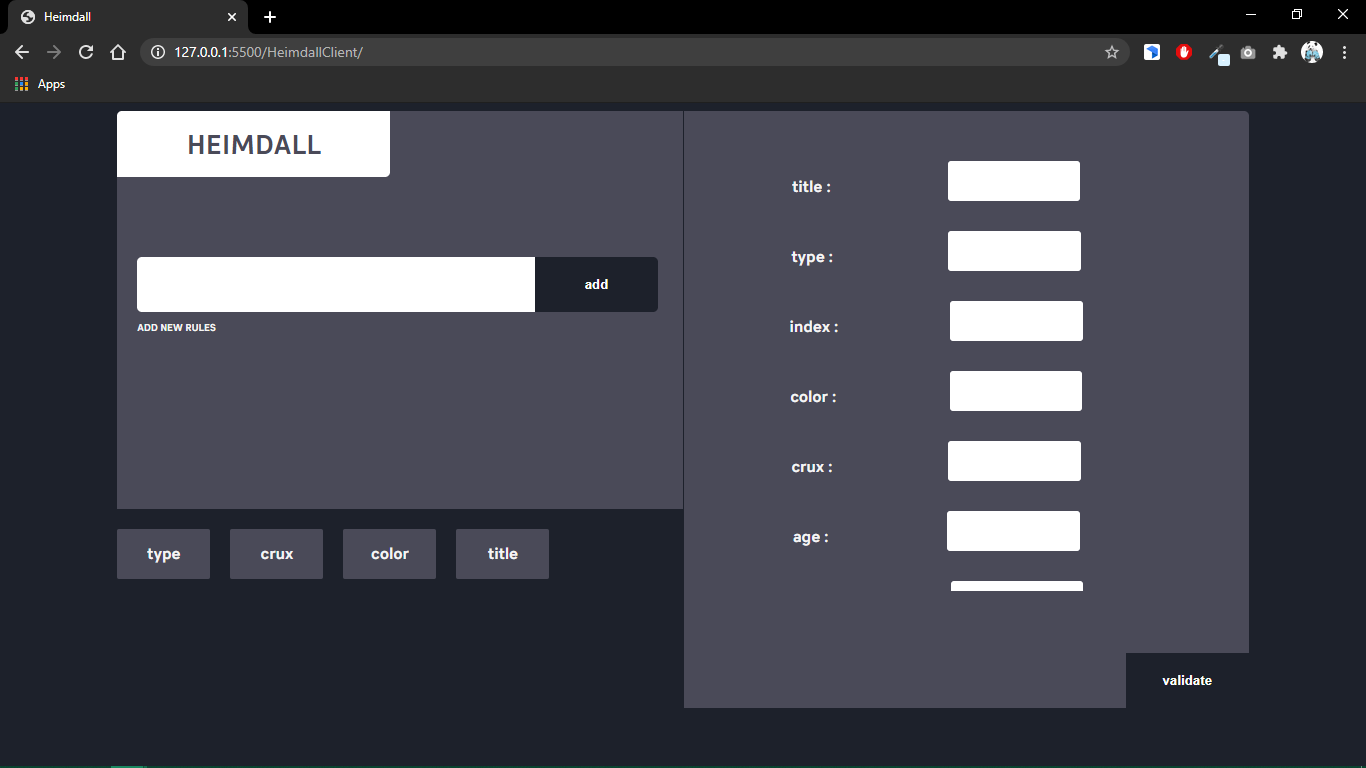 Heimdall
127.0.0.1:5500/HeimdallClient/
Apps
HEIMDALL
add
ADD NEW RULES
type
crux
color
title
title :
type :
index :
color :
crux :
age :
validate